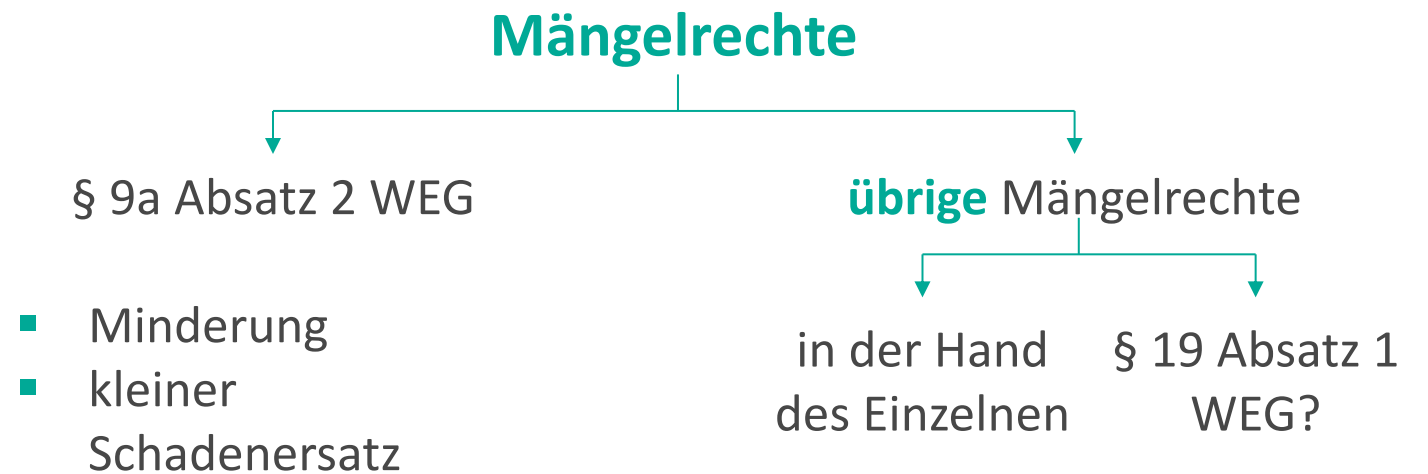 Mängelrechte
§ 9a Absatz 2 WEG
übrige Mängelrechte
Minderung
kleiner
Schadenersatz
in der Hand
des Einzelnen
§ 19 Absatz 1
WEG?